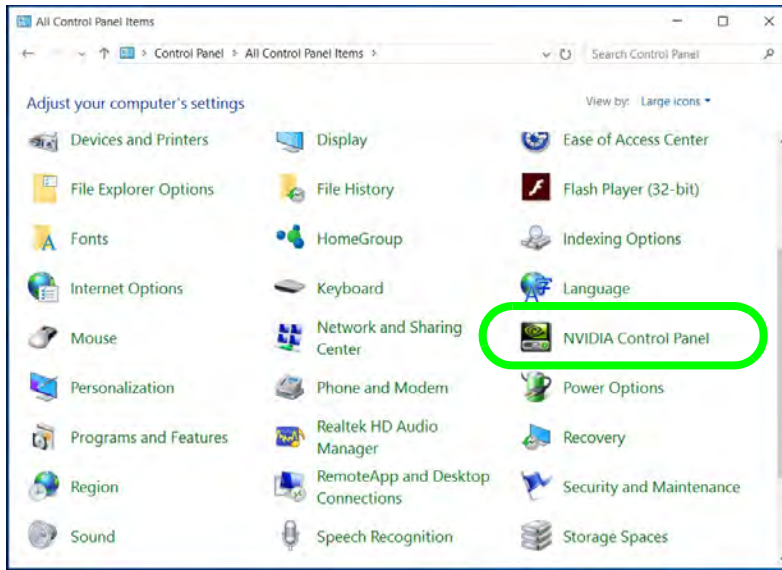 All Control Panel Items
Control Panel > All Control Panel Items >
Search Control Panel
Adjust your computer's settings
View by: Large icons
Devices and Printers
Display
Ease of Access Center
File Explorer Options
File History
Flash Player (32-bit)
Fonts
HomeGroup
Indexing Options
Internet Options
Keyboard
Language
Mouse
Network and Sharing
Center
NVIDIA Control Panel
Personalization
Phone and Modem
Power Options
Programs and Features
Realtek HD Audio
Manager
Recovery
Region
RemoteApp and Desktop
Connections
Security and Maintenance
Sound
Speech Recognition
Storage Spaces